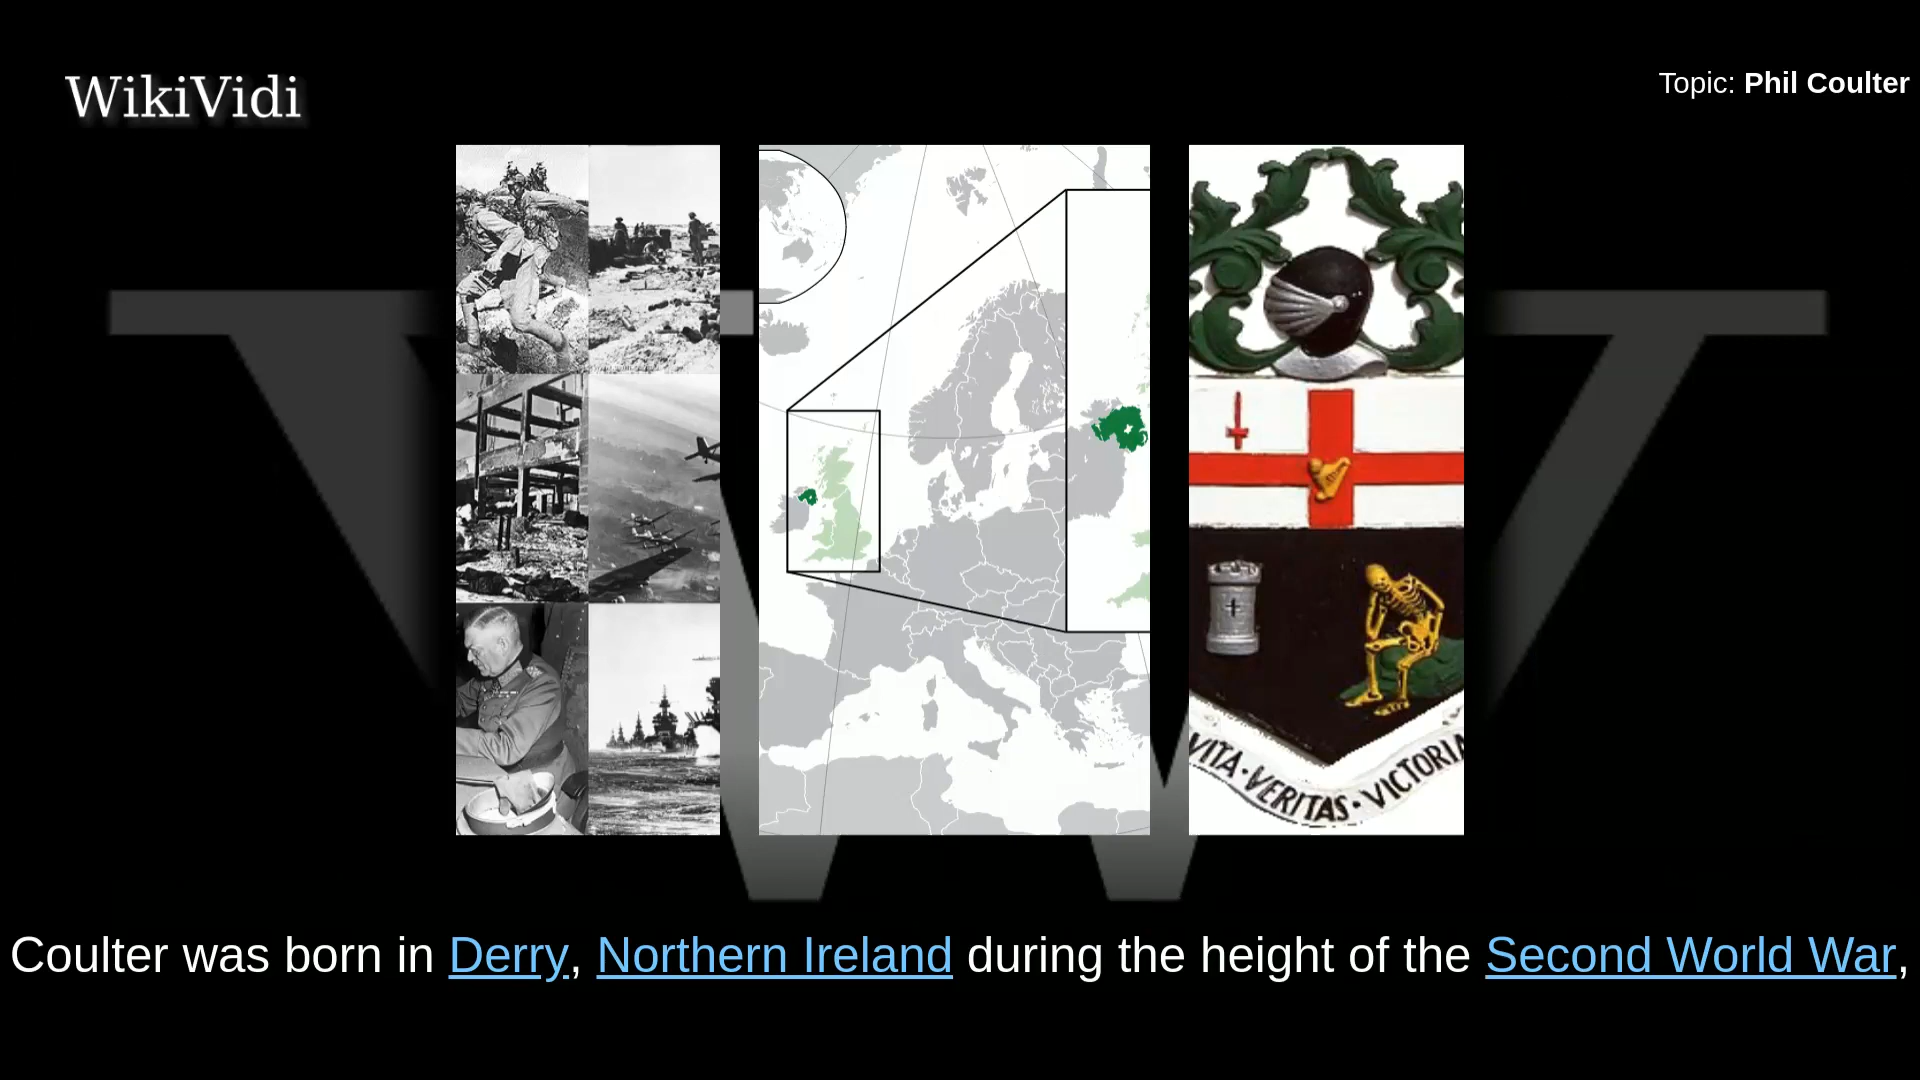 WikiVidi
Topic: Phil Coulter
VITA·VERITAS·VICTORIA
Coulter was born in Derry, Northern Ireland during the height of the Second World War,